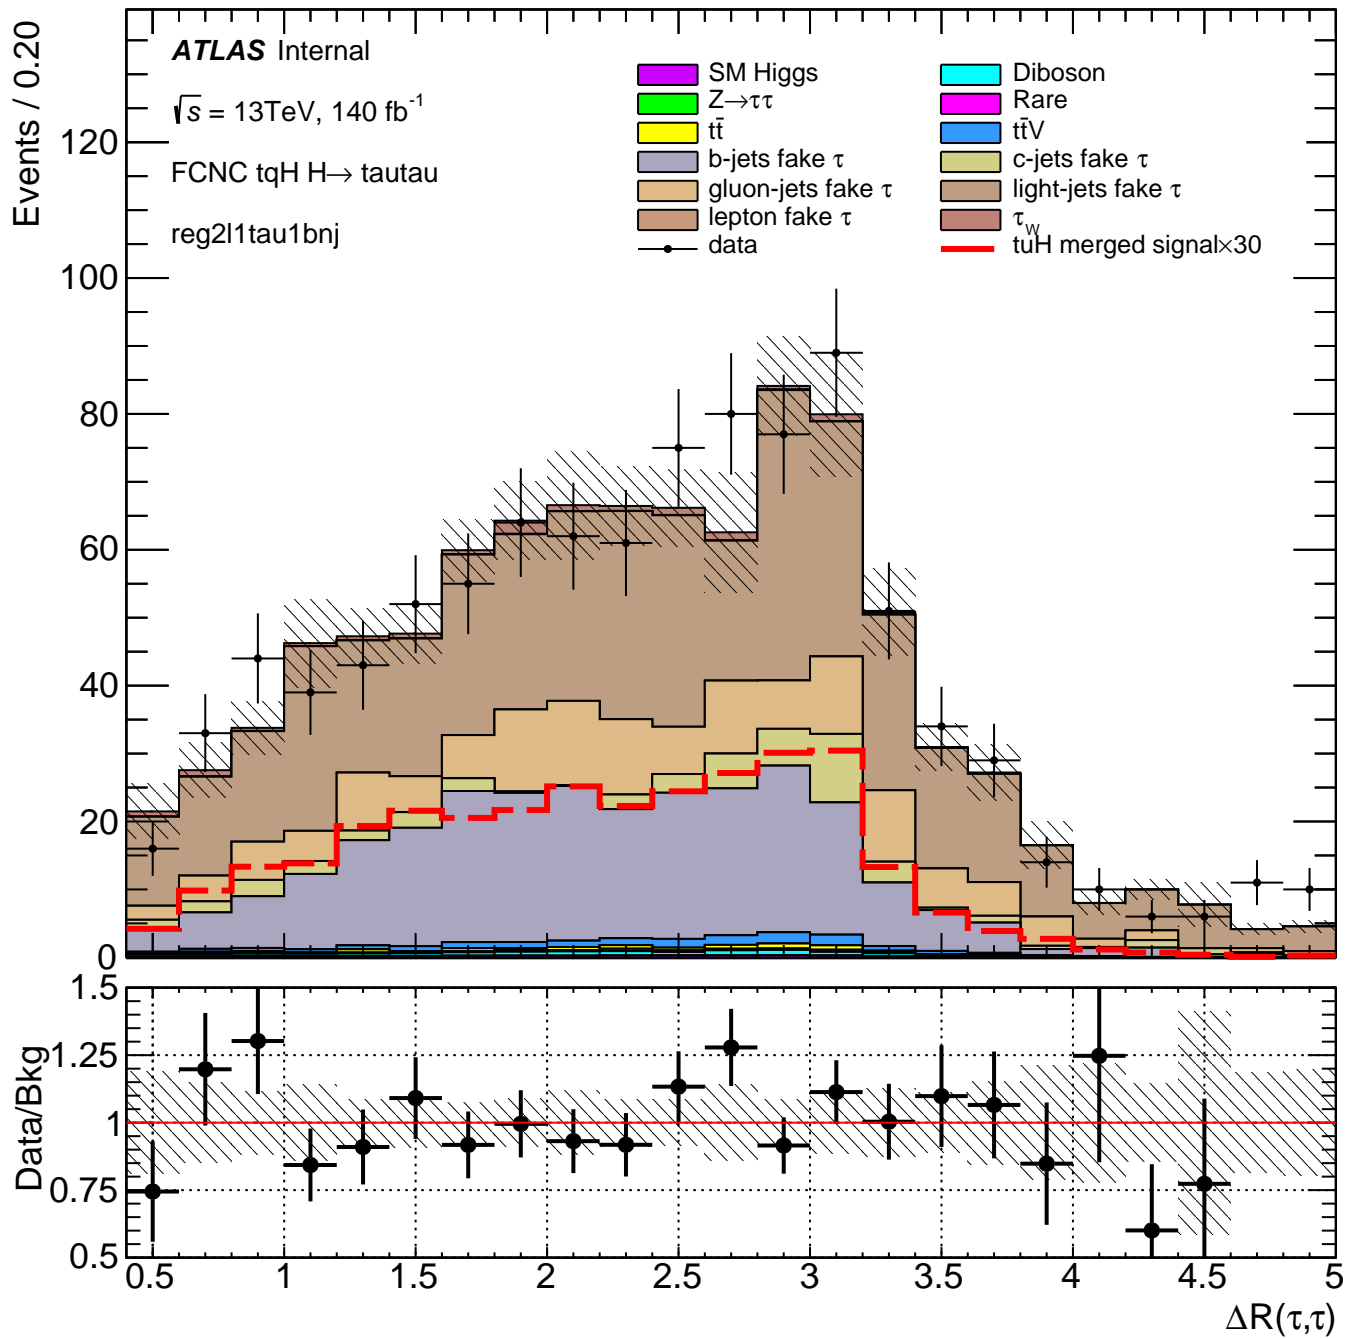 Events / 0.20
ATLAS Internal
√s = 13TeV, 140 fb⁻¹
FCNC tqH H→ tautau
reg2l1tau1bnj
SM Higgs
Z→ττ
tt̄
b-jets fake τ
gluon-jets fake τ
lepton fake τ
data
Diboson
Rare
tt̄V
c-jets fake τ
light-jets fake τ
τ_W
tuH merged signal×30
120
100
80
60
40
20
0
Data/Bkg
1.5
1.25
1
0.75
0.5
0.5 1 1.5 2 2.5 3 3.5 4 4.5 5
ΔR(τ,τ)